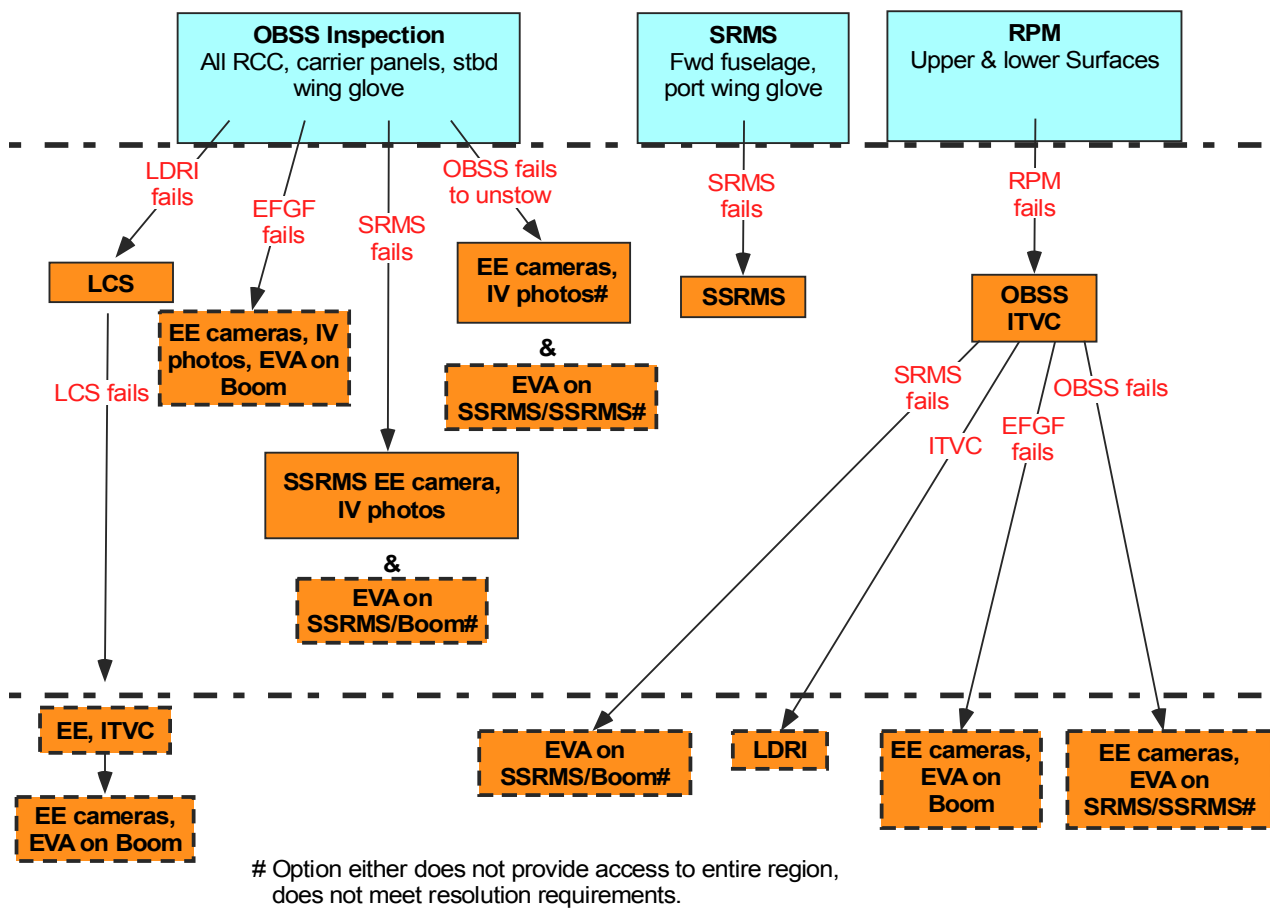 OBSS Inspection
All RCC, carrier panels, stbd
wing glove
SRMS
Fwd fuselage,
port wing glove
RPM
Upper & lower Surfaces
LDRI
fails
EFGF
fails
SRMS
fails
OBSS fails
to unstow
SRMS
fails
RPM
fails
LCS
EE cameras, IV
photos, EVA on
Boom
EE cameras,
IV photos#
&
EVA on
SSRMS/SSRMS#
SSRMS
OBSS
ITVC
LCS fails
SSRMS EE camera,
IV photos
&
EVA on
SSRMS/Boom#
SRMS
fails
ITVC
EFGF
fails
OBSS fails
EE, ITVC
EE cameras,
EVA on Boom
EVA on
SSRMS/Boom#
LDRI
EE cameras,
EVA on
Boom
EE cameras,
EVA on
SRMS/SSRMS#
# Option either does not provide access to entire region,
does not meet resolution requirements.